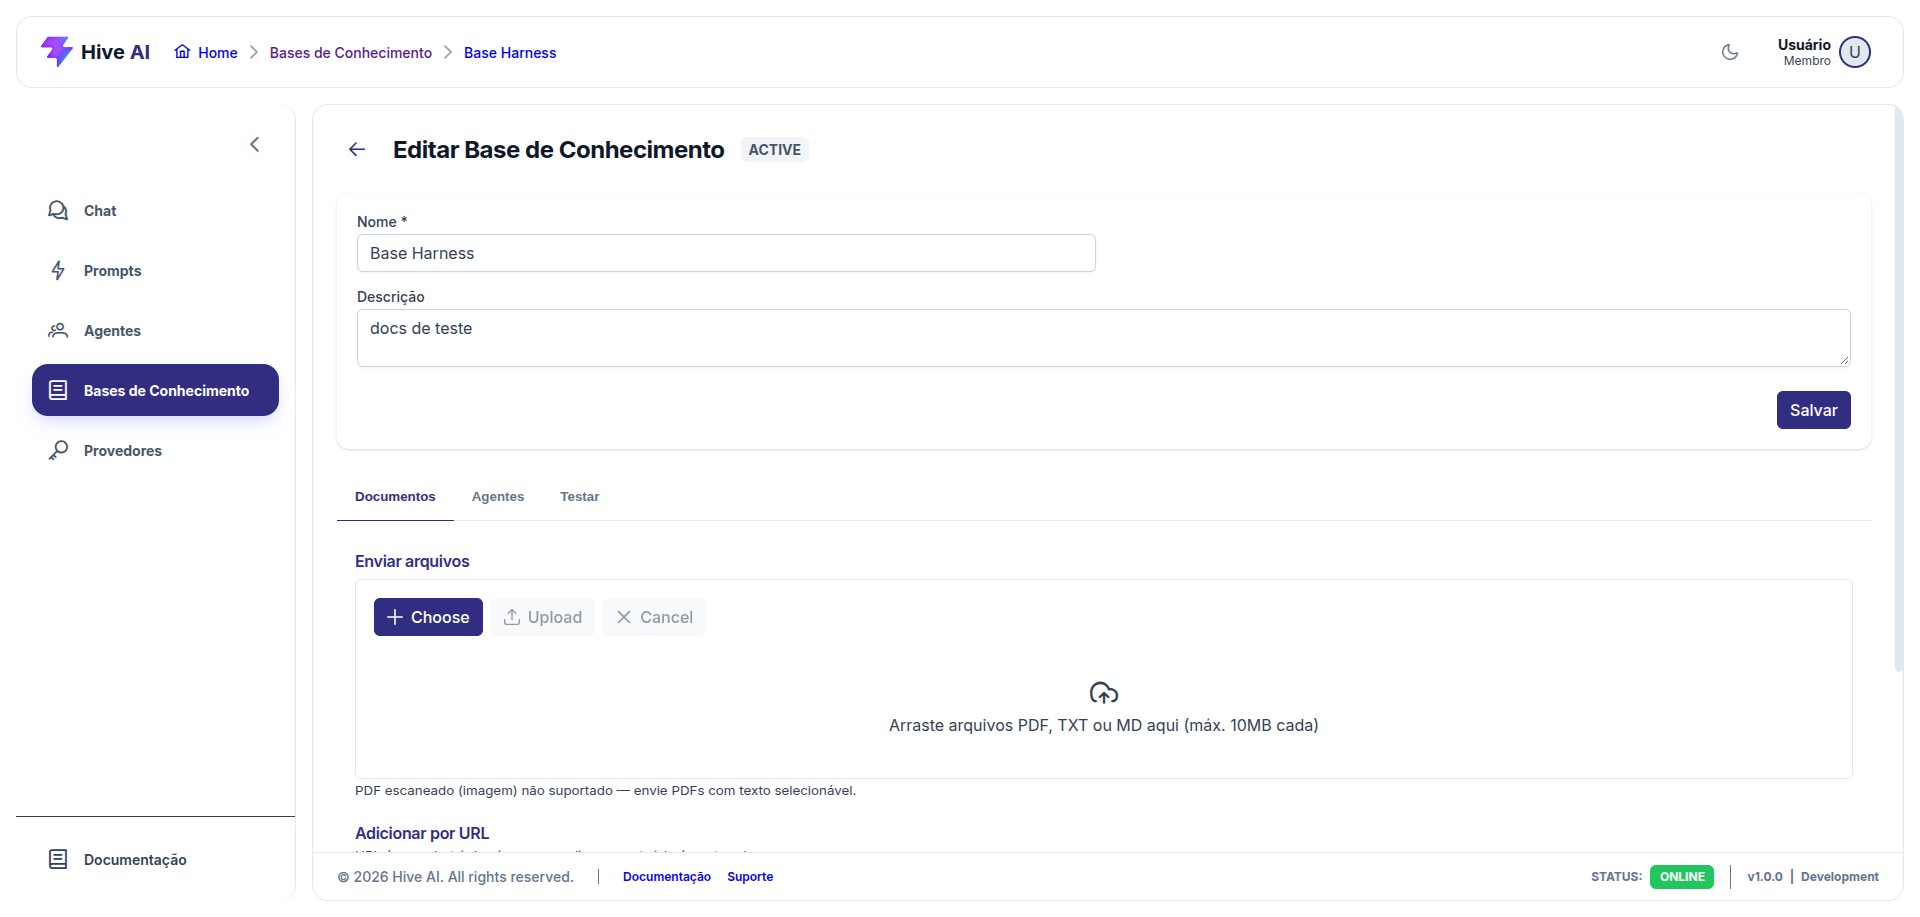 Hive AI
Home
Bases de Conhecimento
Base Harness
Usuário
Membro
U
Chat
Prompts
Agentes
Bases de Conhecimento
Provedores
Documentação
Editar Base de Conhecimento
ACTIVE
Nome *
Base Harness
Descrição
docs de teste
Salvar
Documentos
Agentes
Testar
Enviar arquivos
Choose
Upload
Cancel
Arraste arquivos PDF, TXT ou MD aqui (máx. 10MB cada)
PDF escaneado (imagem) não suportado — envie PDFs com texto selecionável.
Adicionar por URL
© 2026 Hive AI. All rights reserved.
Documentação
Suporte
STATUS:
ONLINE
v1.0.0 | Development